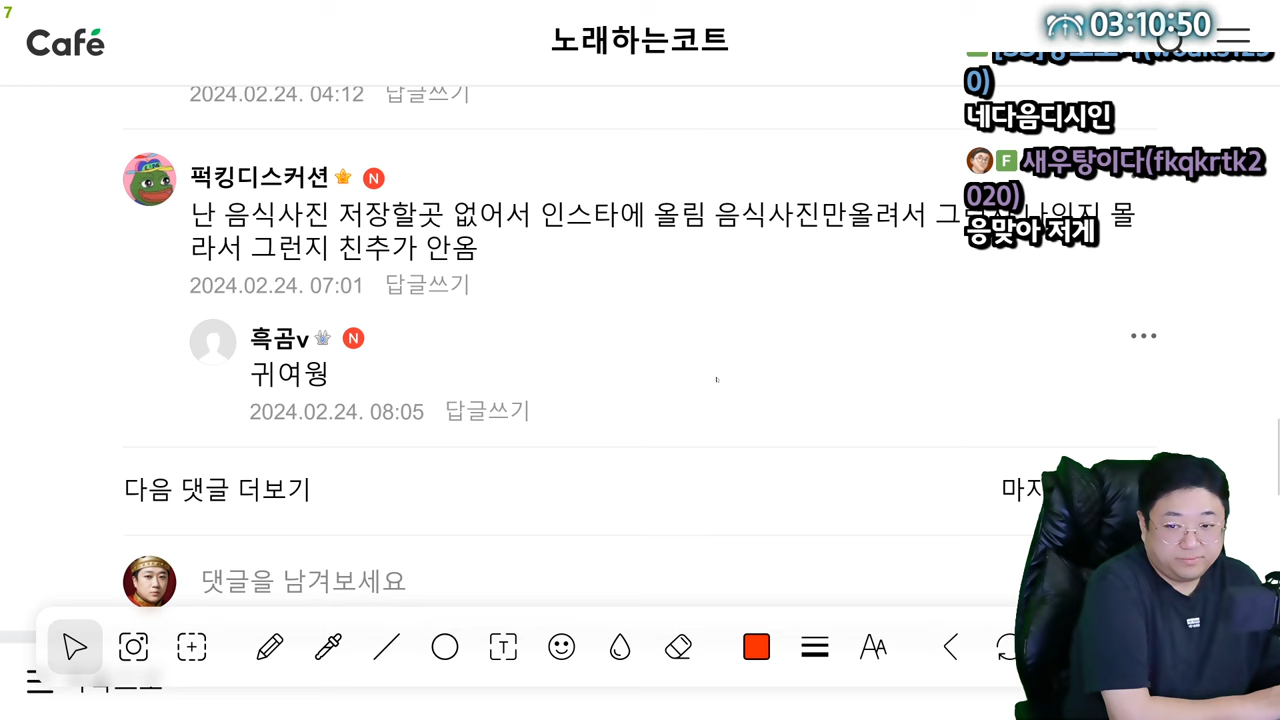 7
Café
노래하는코트
03:10:50
0)
네다음디시인
F 새우탕이다(fkqkrtk2
020)
응맞아 저게
2024.02.24. 04:12 답글쓰기
퍽킹디스커션 N
난 음식사진 저장할곳 없어서 인스타에 올림 음식사진만올려서 몰
라서 그런지 친추가 안옴
2024.02.24. 07:01 답글쓰기
흑곰v N
귀여웡
2024.02.24. 08:05 답글쓰기
다음 댓글 더보기
댓글을 남겨보세요
T
AA